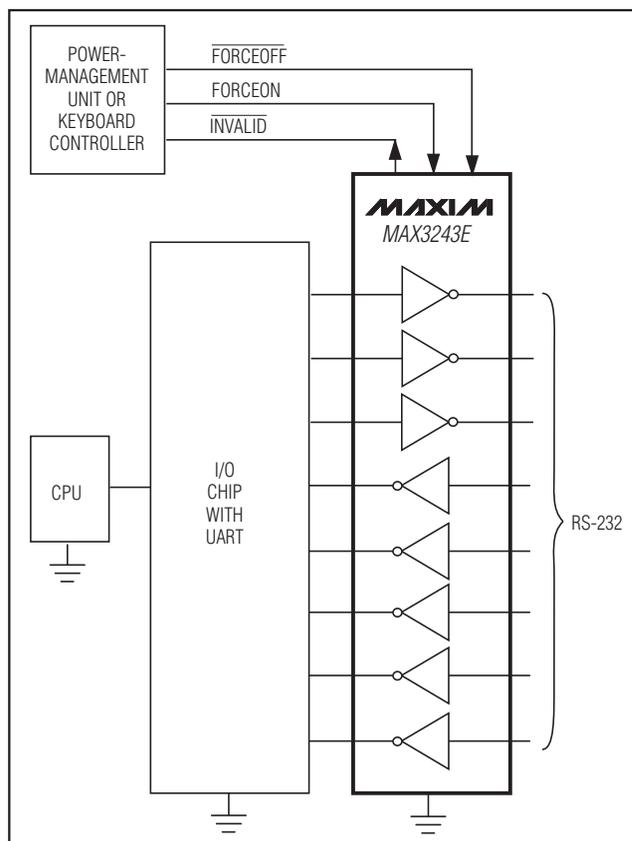 POWER-
MANAGEMENT
UNIT OR
KEYBOARD
CONTROLLER
FORCEOFF
FORCEON
INVALID
MAXIM
MAX3243E
CPU
I/O
CHIP
WITH
UART
RS-232